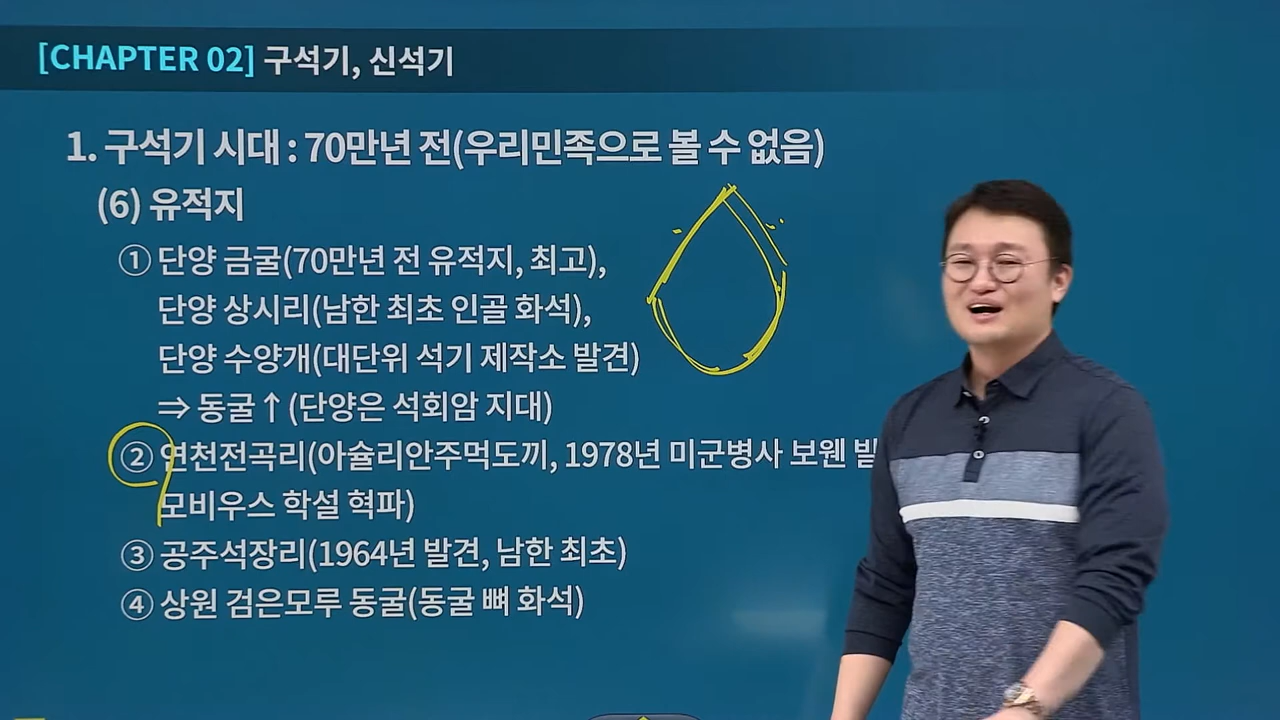 [CHAPTER 02] 구석기, 신석기
1. 구석기 시대 : 70만년 전(우리민족으로 볼 수 없음)
(6) 유적지
① 단양 금굴(70만년 전 유적지, 최고),
단양 상시리(남한 최초 인골 화석),
단양 수양개(대단위 석기 제작소 발견)
⇒ 동굴↑(단양은 석회암 지대)
② 연천전곡리(아슐리안주먹도끼, 1978년 미군병사 보웬 발
모비우스 학설 혁파)
③ 공주석장리(1964년 발견, 남한 최초)
④ 상원 검은모루 동굴(동굴 뼈 화석)